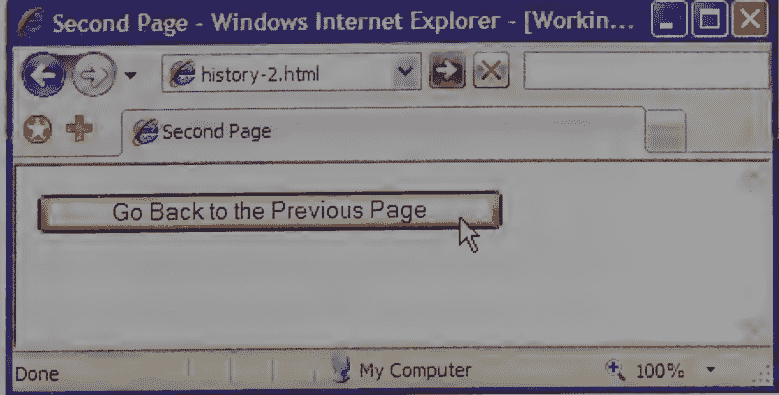 Second Page - Windows Internet Explorer - [Workin...
history-2.html
Second Page
Go Back to the Previous Page
Done
My Computer
100%